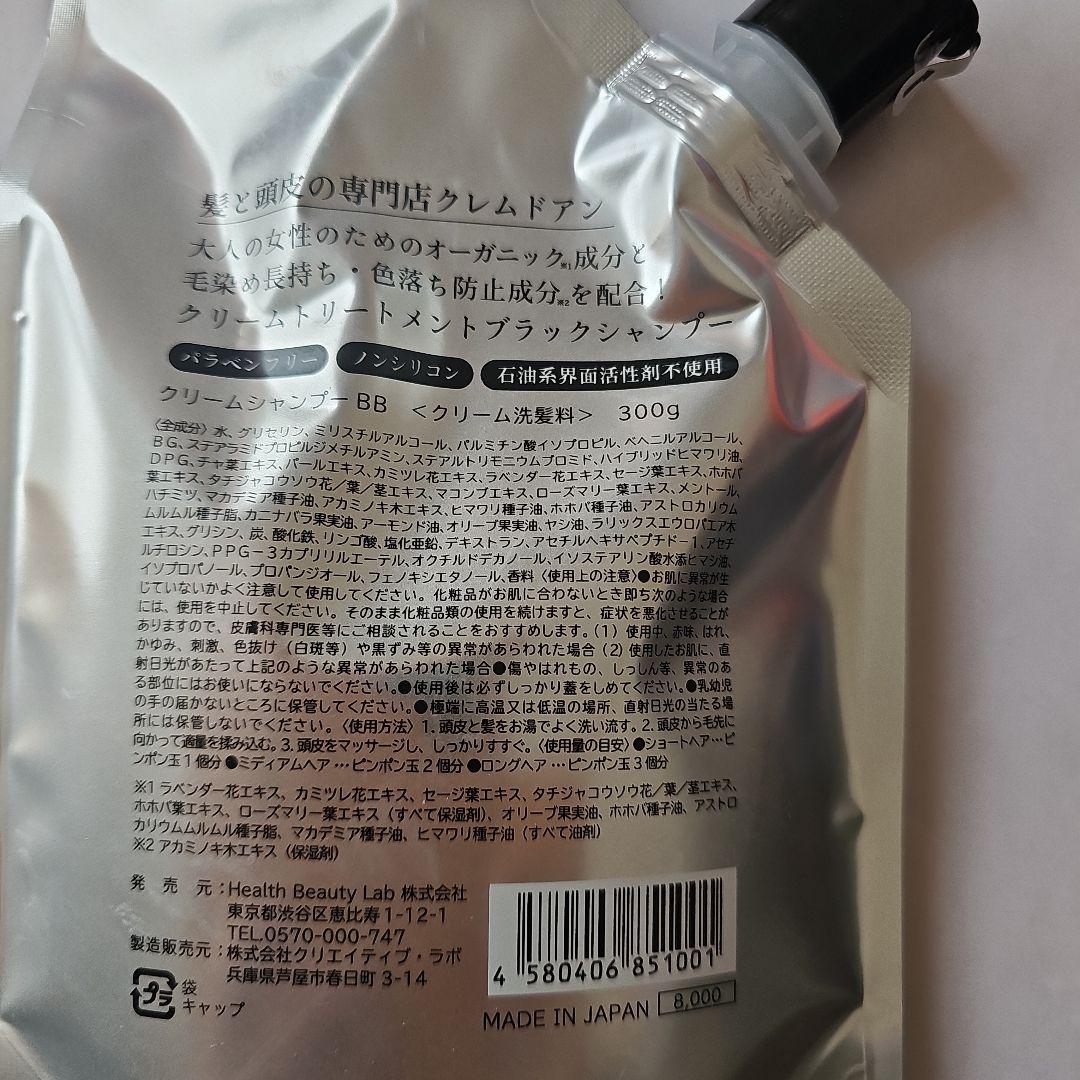 髪と頭皮の専門店クレムドアン
大人の女性のためのオーガニック※1成分と
毛染め長持ち・色落ち防止成分※2を配合!
クリームトリートメントブラックシャンプー
パラベンフリー ノンシリコン 石油系界面活性剤不使用
クリームシャンプーBB <クリーム洗髪料> 300g
〈全成分〉水、グリセリン、ミリスチルアルコール、パルミチン酸イソプロピル、ベヘニルアルコール、
BG、ステアラミドプロピルジメチルアミン、ステアルトリモニウムブロミド、ハイブリッドヒマワリ油、
DPG、チャ葉エキス、パールエキス、カミツレ花エキス、ラベンダー花エキス、セージ葉エキス、ホホバ
葉エキス、タチジャコウソウ花/葉/茎エキス、マコンブエキス、ローズマリー葉エキス、メントール、
ハチミツ、マカデミア種子油、アカミノキ木エキス、ヒマワリ種子油、ホホバ種子油、アストロカリウム
ムルムル種子脂、カニナバラ果実油、アーモンド油、オリーブ果実油、ヤシ油、ラリックスエウロパエア木
エキス、グリシン、炭、酸化鉄、リンゴ酸、塩化亜鉛、デキストラン、アセチルヘキサペプチド-1、アセチ
ルチロシン、PPG-3カプリリルエーテル、オクチルドデカノール、イソステアリン酸水添ヒマシ油、
イソプロパノール、プロパンジオール、フェノキシエタノール、香料〈使用上の注意〉●お肌に異常が生
じていないかよく注意して使用してください。化粧品がお肌に合わないとき即ち次のような場合
には、使用を中止してください。そのまま化粧品類の使用を続けますと、症状を悪化させることが
ありますので、皮膚科専門医等にご相談されることをおすすめします。(1)使用中、赤味、はれ、
かゆみ、刺激、色抜け(白斑等)や黒ずみ等の異常があらわれた場合(2)使用したお肌に、直
射日光があたって上記のような異常があらわれた場合●傷やはれもの、しっしん等、異常のあ
る部位にはお使いにならないでください。●使用後は必ずしっかり蓋をしめてください。●乳幼児
の手の届かないところに保管してください。●極端に高温又は低温の場所、直射日光の当たる場
所には保管しないでください。〈使用方法〉1.頭皮と髪をお湯でよく洗い流す。2.頭皮から毛先に
向かって適量を揉み込む。3.頭皮をマッサージし、しっかりすすぐ。〈使用量の目安〉●ショートヘア…ピ
ンポン玉1個分●ミディアムヘア…ピンポン玉2個分●ロングヘア…ピンポン玉3個分
※1 ラベンダー花エキス、カミツレ花エキス、セージ葉エキス、タチジャコウソウ花/葉/茎エキス、
ホホバ葉エキス、ローズマリー葉エキス(すべて保湿剤)、オリーブ果実油、ホホバ種子油、アストロ
カリウムムルムル種子脂、マカデミア種子油、ヒマワリ種子油(すべて油剤)
※2 アカミノキ木エキス(保湿剤)
発売元:Health Beauty Lab 株式会社
東京都渋谷区恵比寿1-12-1
TEL.0570-000-747
製造販売元:株式会社クリエイティブ・ラボ
兵庫県芦屋市春日町3-14
プラ 袋
キャップ
4 580406 851001
MADE IN JAPAN 8,000